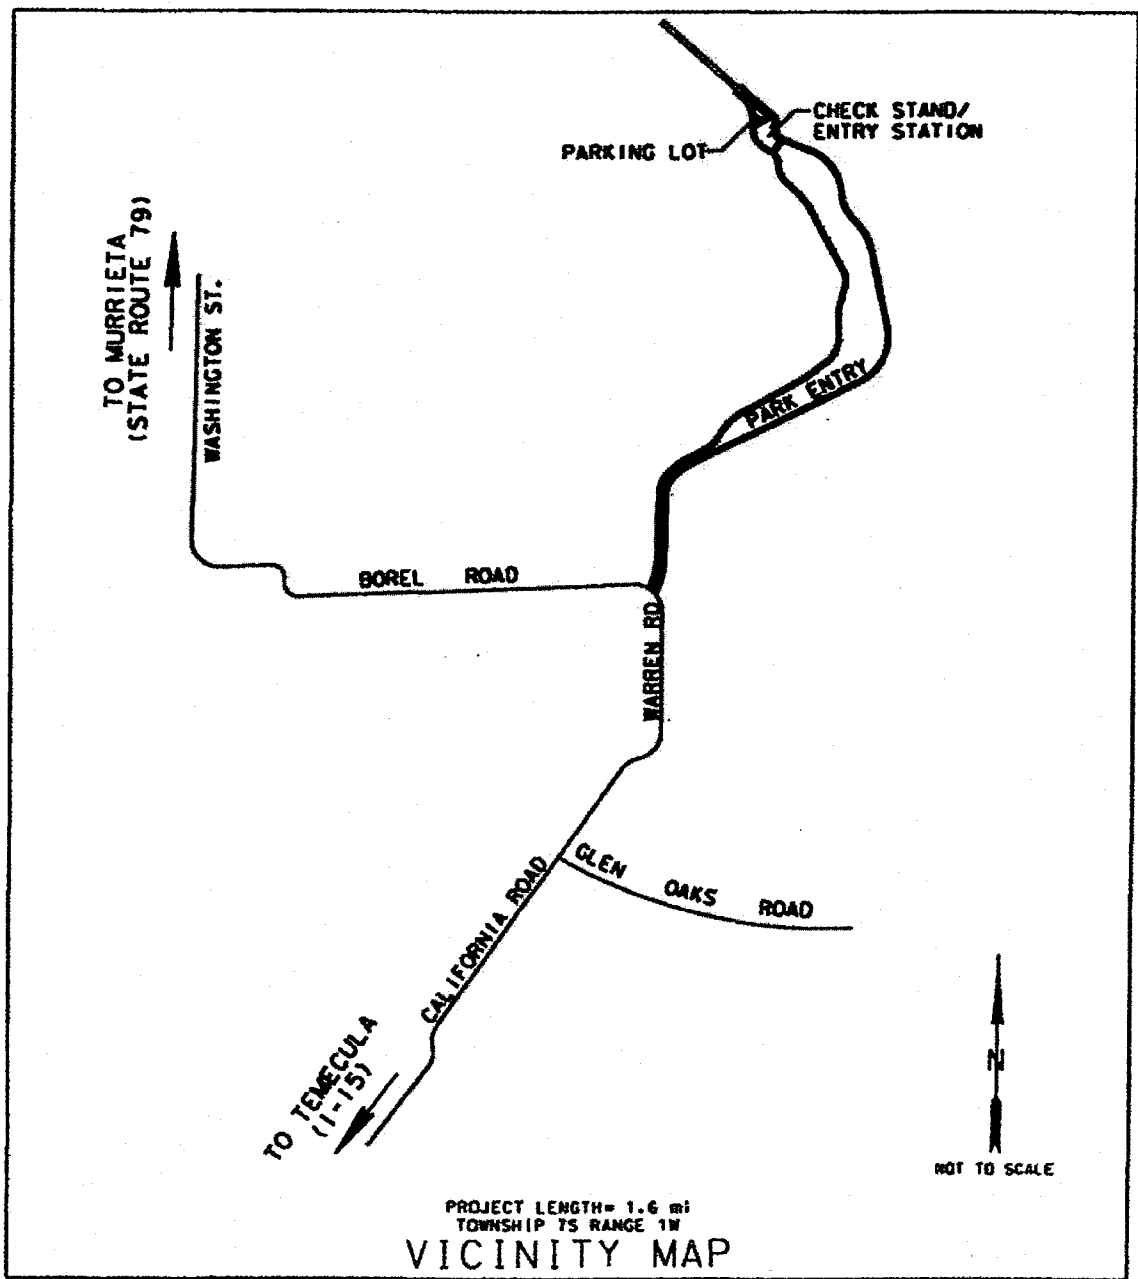 CHECK STAND/
ENTRY STATION
PARKING LOT
TO MURRIETA
(STATE ROUTE 79)
WASHINGTON ST.
PARK ENTRY
BOREL ROAD
WARREN RD
GLEN OAKS ROAD
CALIFORNIA ROAD
TO TEMECULA
(I-15)
N
NOT TO SCALE
PROJECT LENGTH= 1.6 mi
TOWNSHIP 7S RANGE 1W
VICINITY MAP